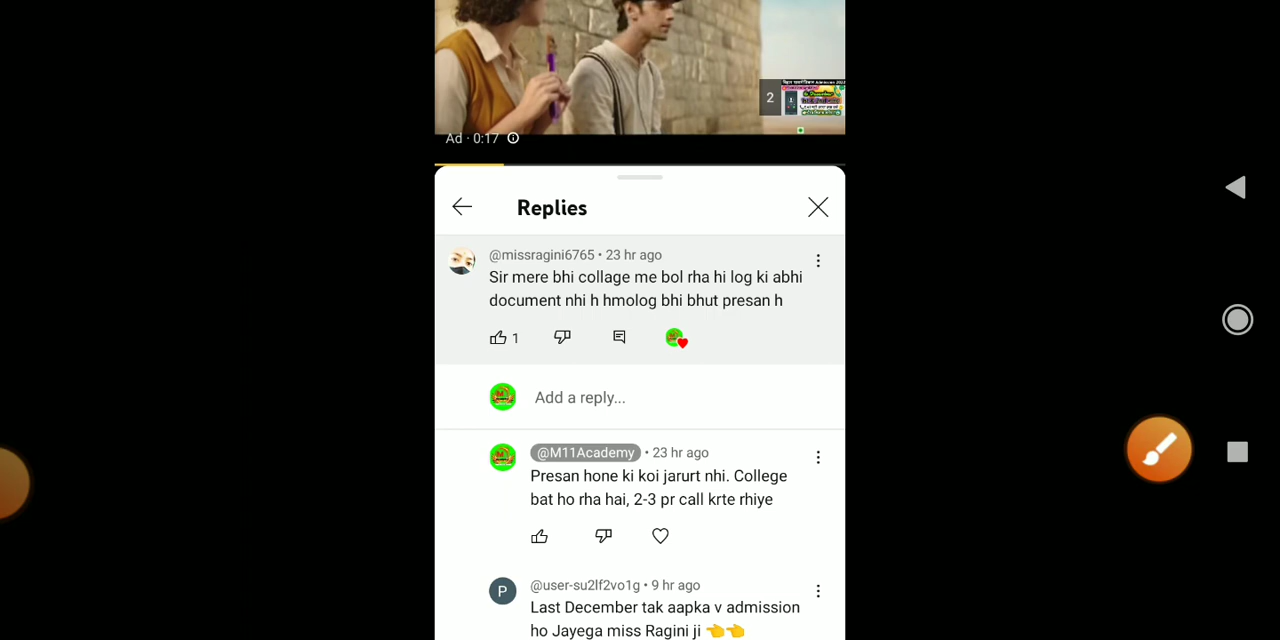 2
Ad · 0:17
Replies
@missragini6765 • 23 hr ago
Sir mere bhi collage me bol rha hi log ki abhi
document nhi h hmolog bhi bhut presan h
1
Add a reply...
@M11Academy • 23 hr ago
Presan hone ki koi jarurt nhi. College
bat ho rha hai, 2-3 pr call krte rhiye
P
@user-su2lf2vo1g • 9 hr ago
Last December tak aapka v admission
ho Jayega miss Ragini ji 👈👈